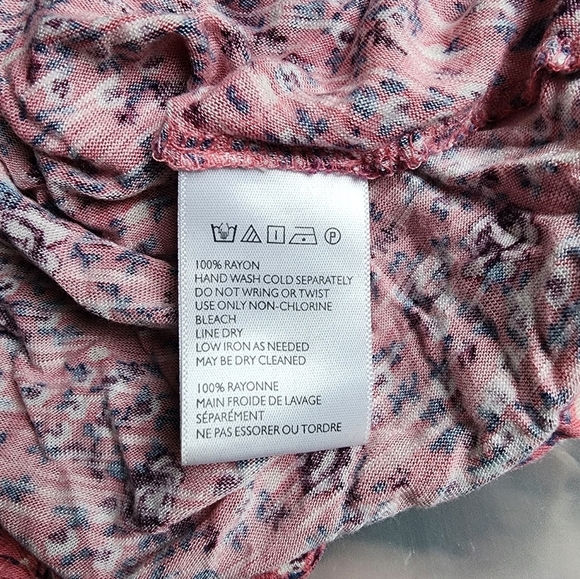 P
100% RAYON
HAND WASH COLD SEPARATELY
DO NOT WRING OR TWIST
USE ONLY NON-CHLORINE
BLEACH
LINE DRY
LOW IRON AS NEEDED
MAY BE DRY CLEANED
100% RAYONNE
MAIN FROIDE DE LAVAGE
SÉPARÉMENT
NE PAS ESSORER OU TORDRE